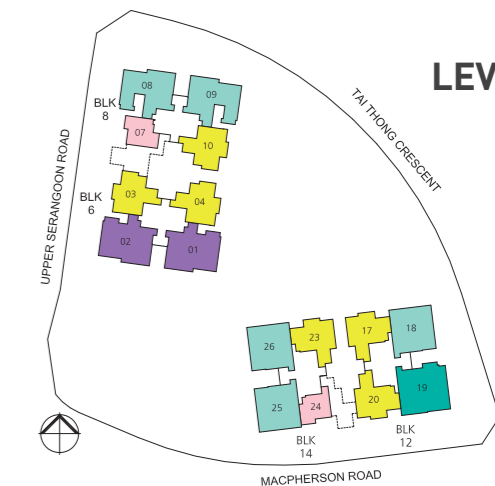 LEV
TAI THONG CRESCENT
UPPER SERANGOON ROAD
BLK
8
08
09
07
10
BLK
6
03
04
02
01
26
23
17
18
25
24
20
19
BLK
14
BLK
12
MACPHERSON ROAD